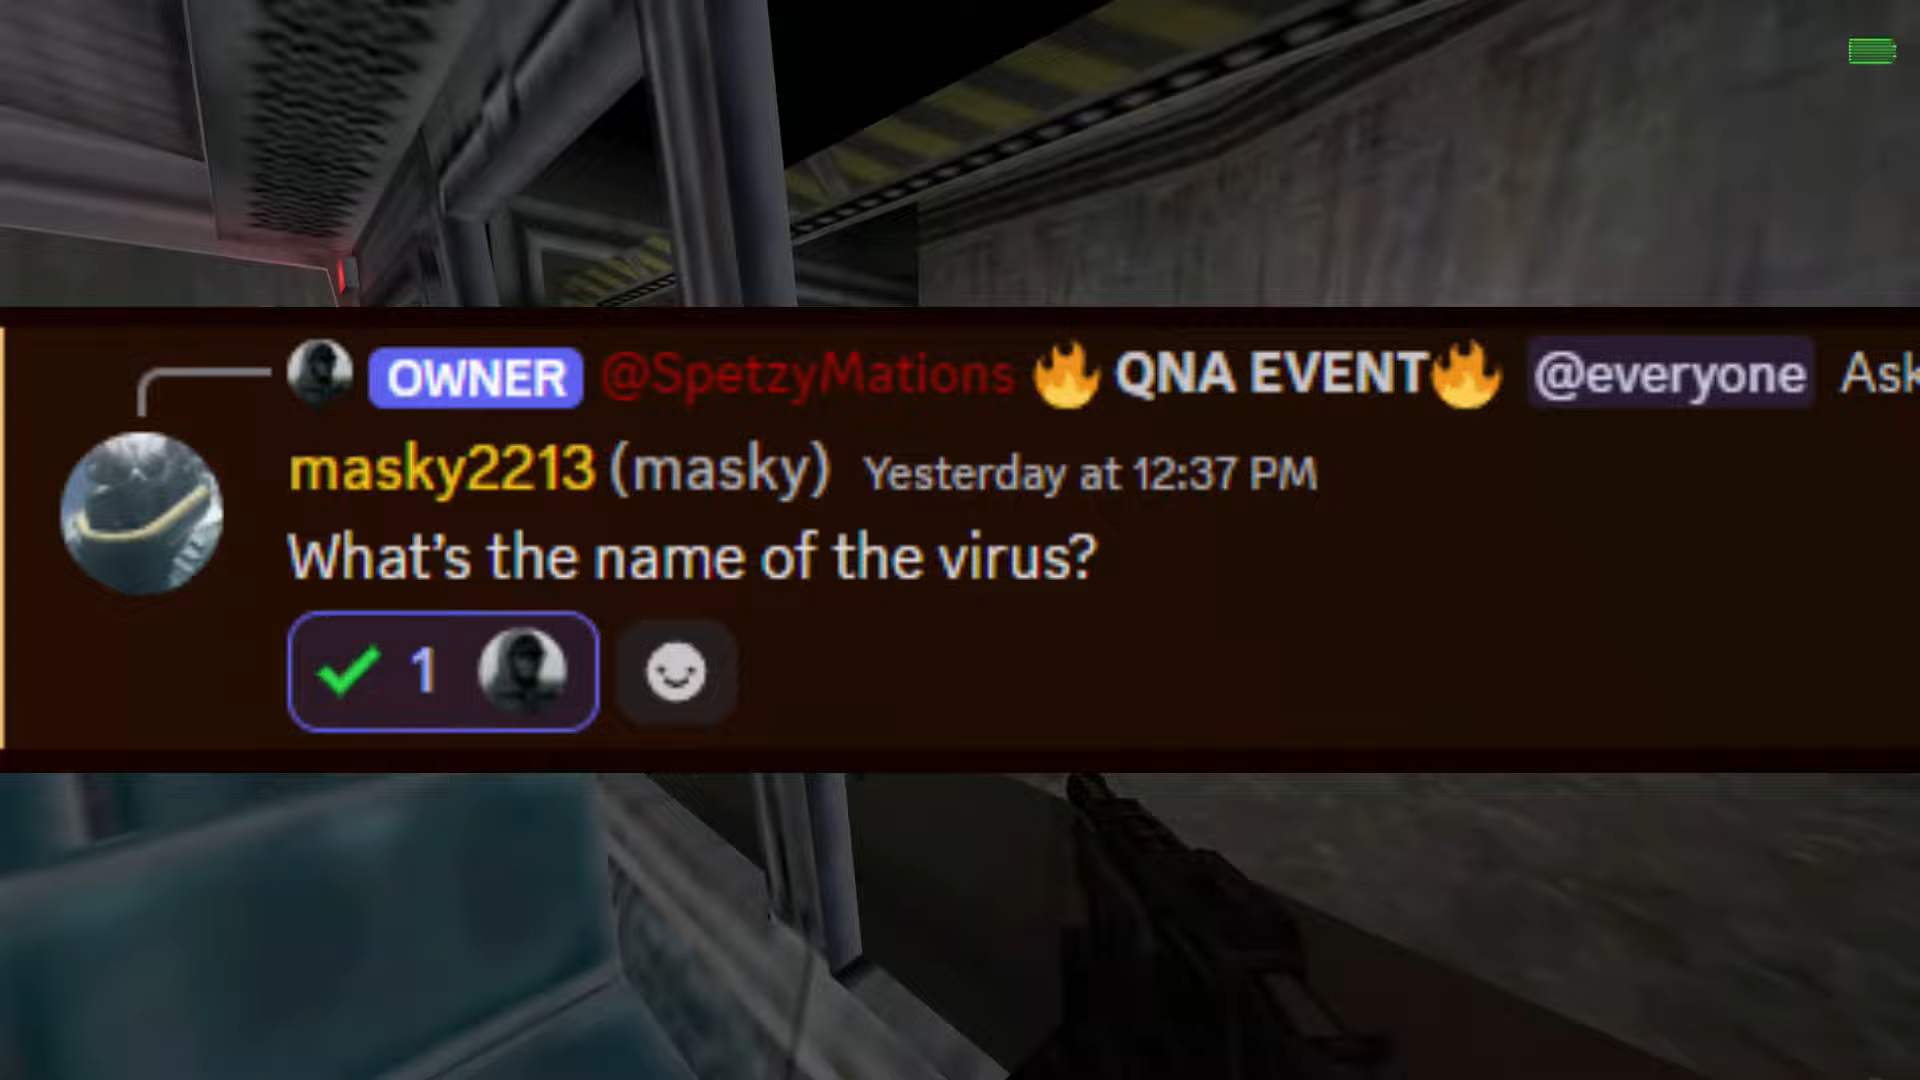 OWNER @SpetzyMations 🔥 QNA EVENT🔥 @everyone Ask
masky2213 (masky) Yesterday at 12:37 PM
What's the name of the virus?
1